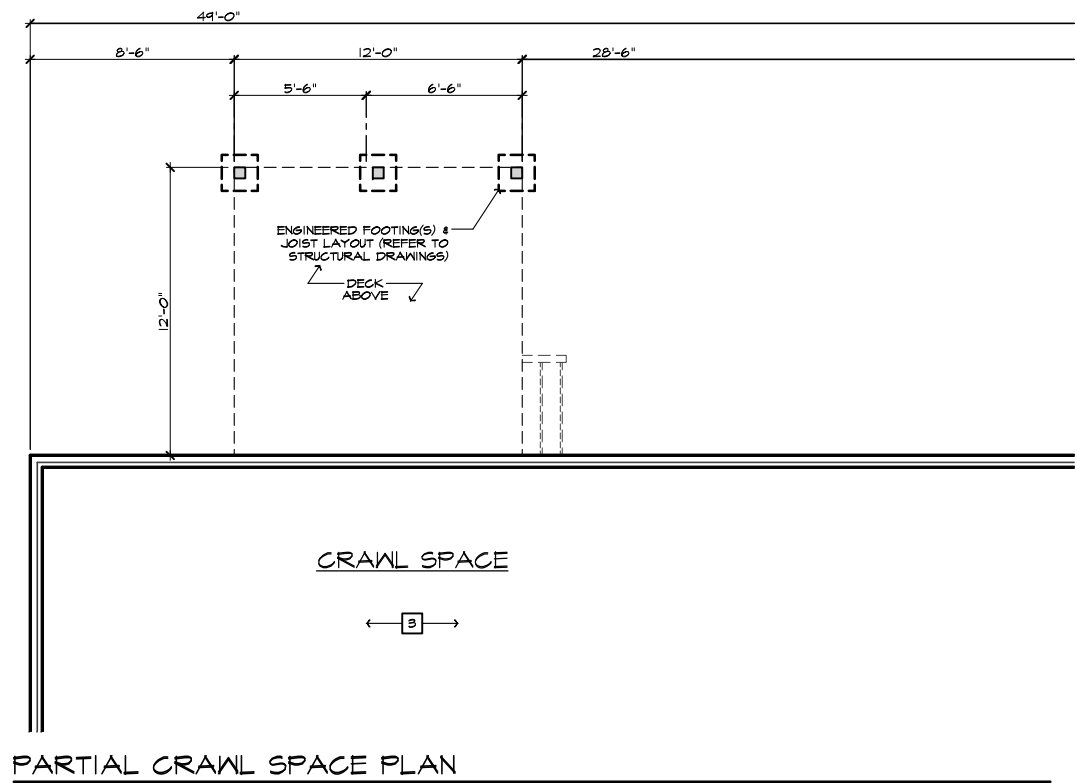 49'-0"
8'-6"
12'-0"
28'-6"
5'-6"
6'-6"
ENGINEERED FOOTING(S) &
JOIST LAYOUT (REFER TO
STRUCTURAL DRAWINGS)
DECK
ABOVE
12'-0"
CRAWL SPACE
3
PARTIAL CRAWL SPACE PLAN